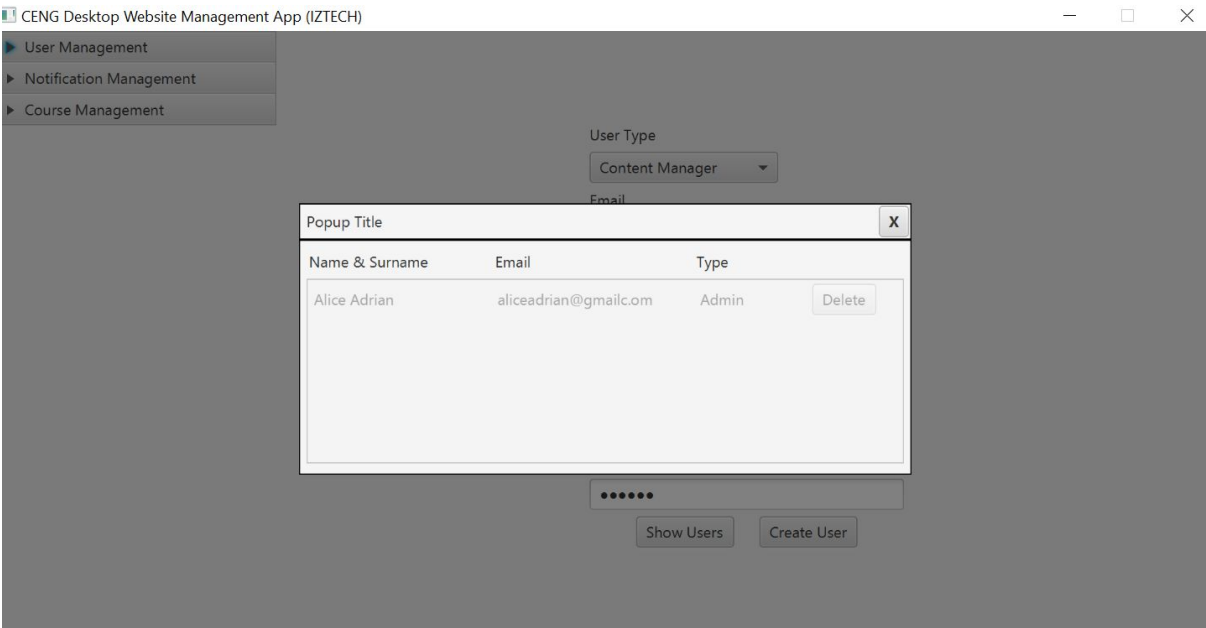 CENG Desktop Website Management App (IZTECH)
User Management
Notification Management
Course Management
User Type
Content Manager
Email
Popup Title X
Name & Surname Email Type
Alice Adrian aliceadrian@gmailc.om Admin Delete
••••••
Show Users Create User